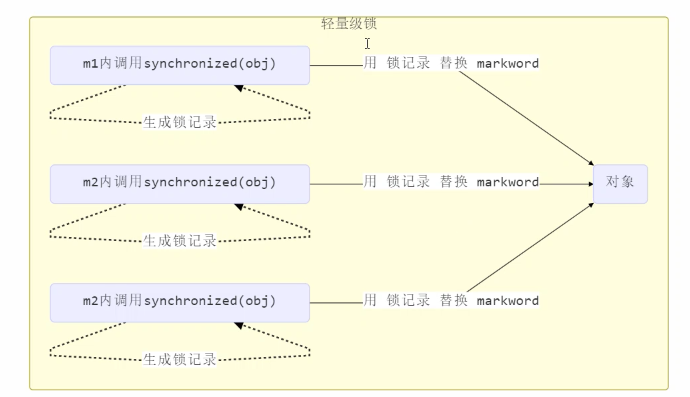 轻量级锁
m1内调用synchronized(obj)
用 锁记录 替换 markword
生成锁记录
m2内调用synchronized(obj)
用 锁记录 替换 markword
对象
生成锁记录
m2内调用synchronized(obj)
用 锁记录 替换 markword
生成锁记录